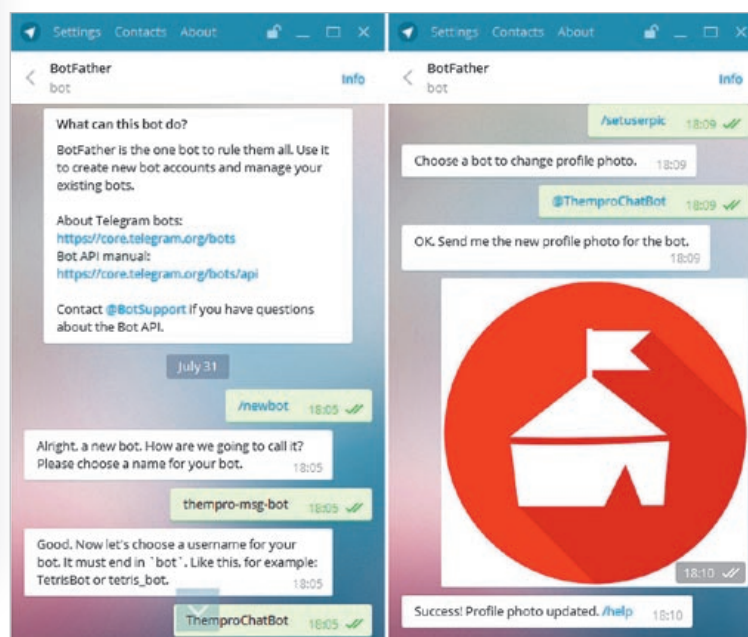 Settings Contacts About
BotFather
bot
Info
What can this bot do?
BotFather is the one bot to rule them all. Use it
to create new bot accounts and manage your
existing bots.
About Telegram bots:
https://core.telegram.org/bots
Bot API manual:
https://core.telegram.org/bots/api
Contact @BotSupport if you have questions
about the Bot API.
July 31
/newbot 18:05
Alright, a new bot. How are we going to call it?
Please choose a name for your bot. 18:05
thempro-msg-bot 18:05
Good. Now let's choose a username for your
bot. It must end in `bot`. Like this, for example:
TetrisBot or tetris_bot. 18:05
ThemproChatBot 18:05
Settings Contacts About
BotFather
bot
Info
/setuserpic 18:09
Choose a bot to change profile photo. 18:09
@ThemproChatBot 18:09
OK. Send me the new profile photo for the bot.
18:09
18:10
Success! Profile photo updated. /help 18:10